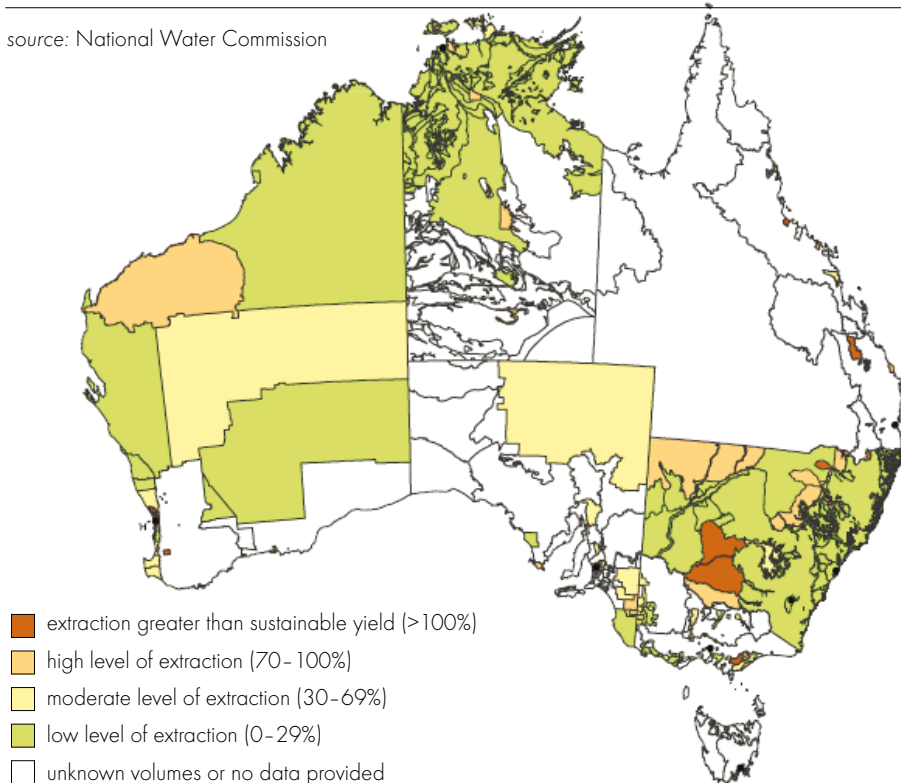 source: National Water Commission
extraction greater than sustainable yield (>100%)
high level of extraction (70–100%)
moderate level of extraction (30–69%)
low level of extraction (0–29%)
unknown volumes or no data provided